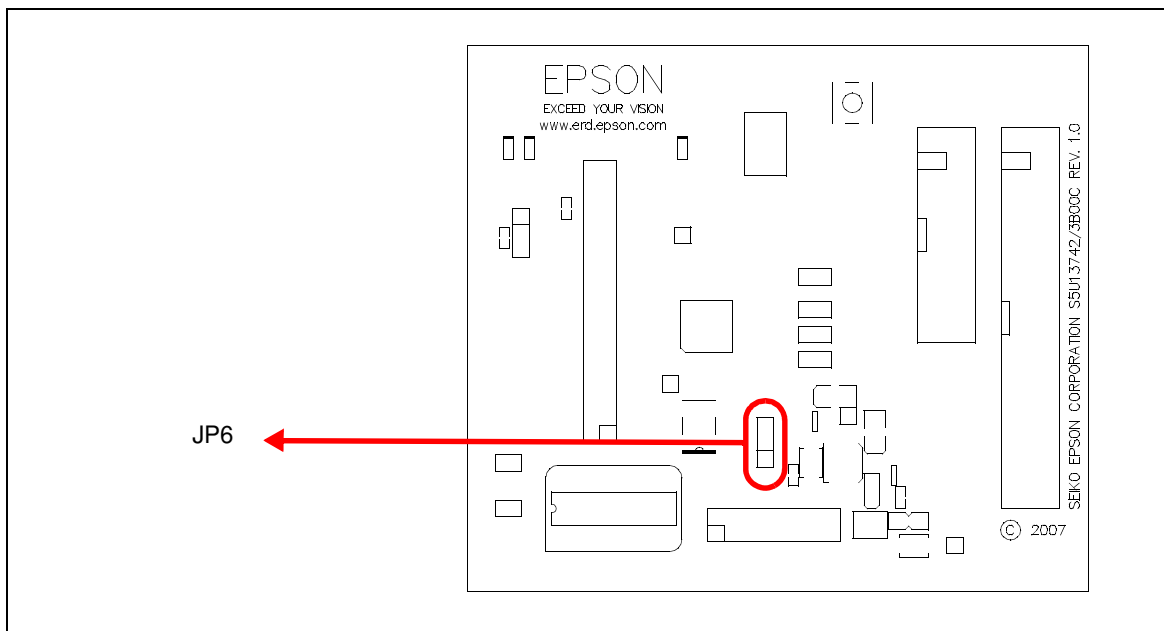 EPSON
EXCEED YOUR VISION
www.erd.epson.com
SEIKO EPSON CORPORATION S5U13742/3B00C REV. 1.0
JP6
© 2007